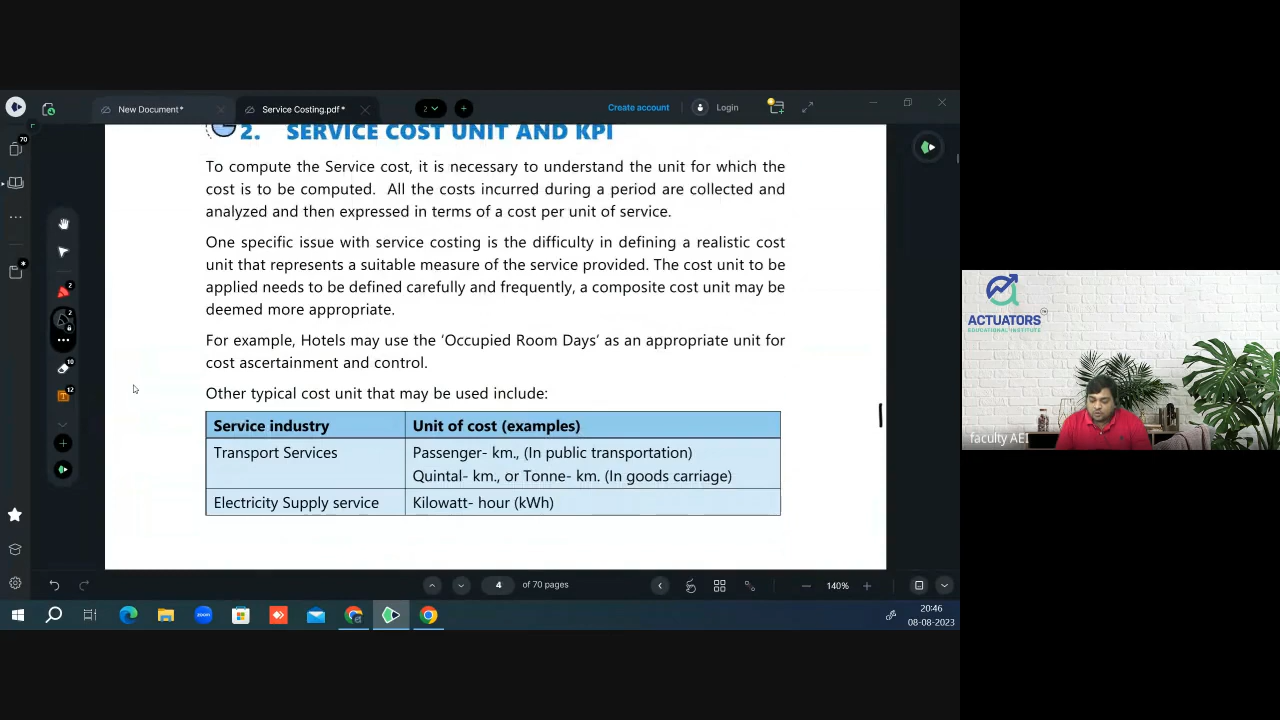 New Document*
Service Costing.pdf*
2
Create account
Login
70
2. SERVICE COST UNIT AND KPI
To compute the Service cost, it is necessary to understand the unit for which the
cost is to be computed. All the costs incurred during a period are collected and
analyzed and then expressed in terms of a cost per unit of service.
One specific issue with service costing is the difficulty in defining a realistic cost
unit that represents a suitable measure of the service provided. The cost unit to be
applied needs to be defined carefully and frequently, a composite cost unit may be
deemed more appropriate.
For example, Hotels may use the 'Occupied Room Days' as an appropriate unit for
cost ascertainment and control.
Other typical cost unit that may be used include:
Service industry Unit of cost (examples)
Transport Services Passenger- km., (In public transportation)
Quintal- km., or Tonne- km. (In goods carriage)
Electricity Supply service Kilowatt- hour (kWh)
2
2
10
12
4 of 70 pages
140%
zoom
20:46
08-08-2023
ACTUATORS
EDUCATIONAL INSTITUTE
faculty AEI